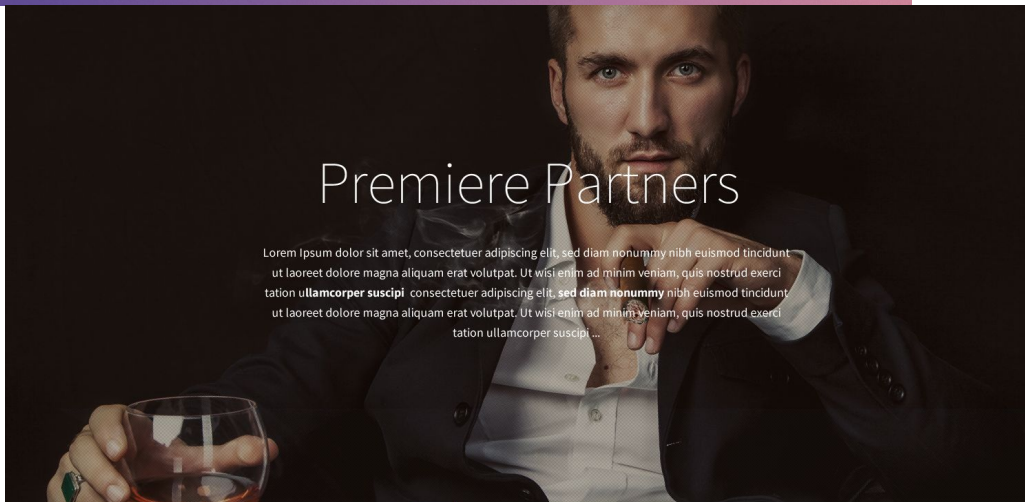 Premiere Partners
Lorem Ipsum dolor sit amet, consectetuer adipiscing elit, sed diam nonummy nibh euismod tincidunt
ut laoreet dolore magna aliquam erat volutpat. Ut wisi enim ad minim veniam, quis nostrud exerci
tation ullamcorper suscipi consectetuer adipiscing elit, sed diam nonummy nibh euismod tincidunt
ut laoreet dolore magna aliquam erat volutpat. Ut wisi enim ad minim veniam, quis nostrud exerci
tation ullamcorper suscipi ...